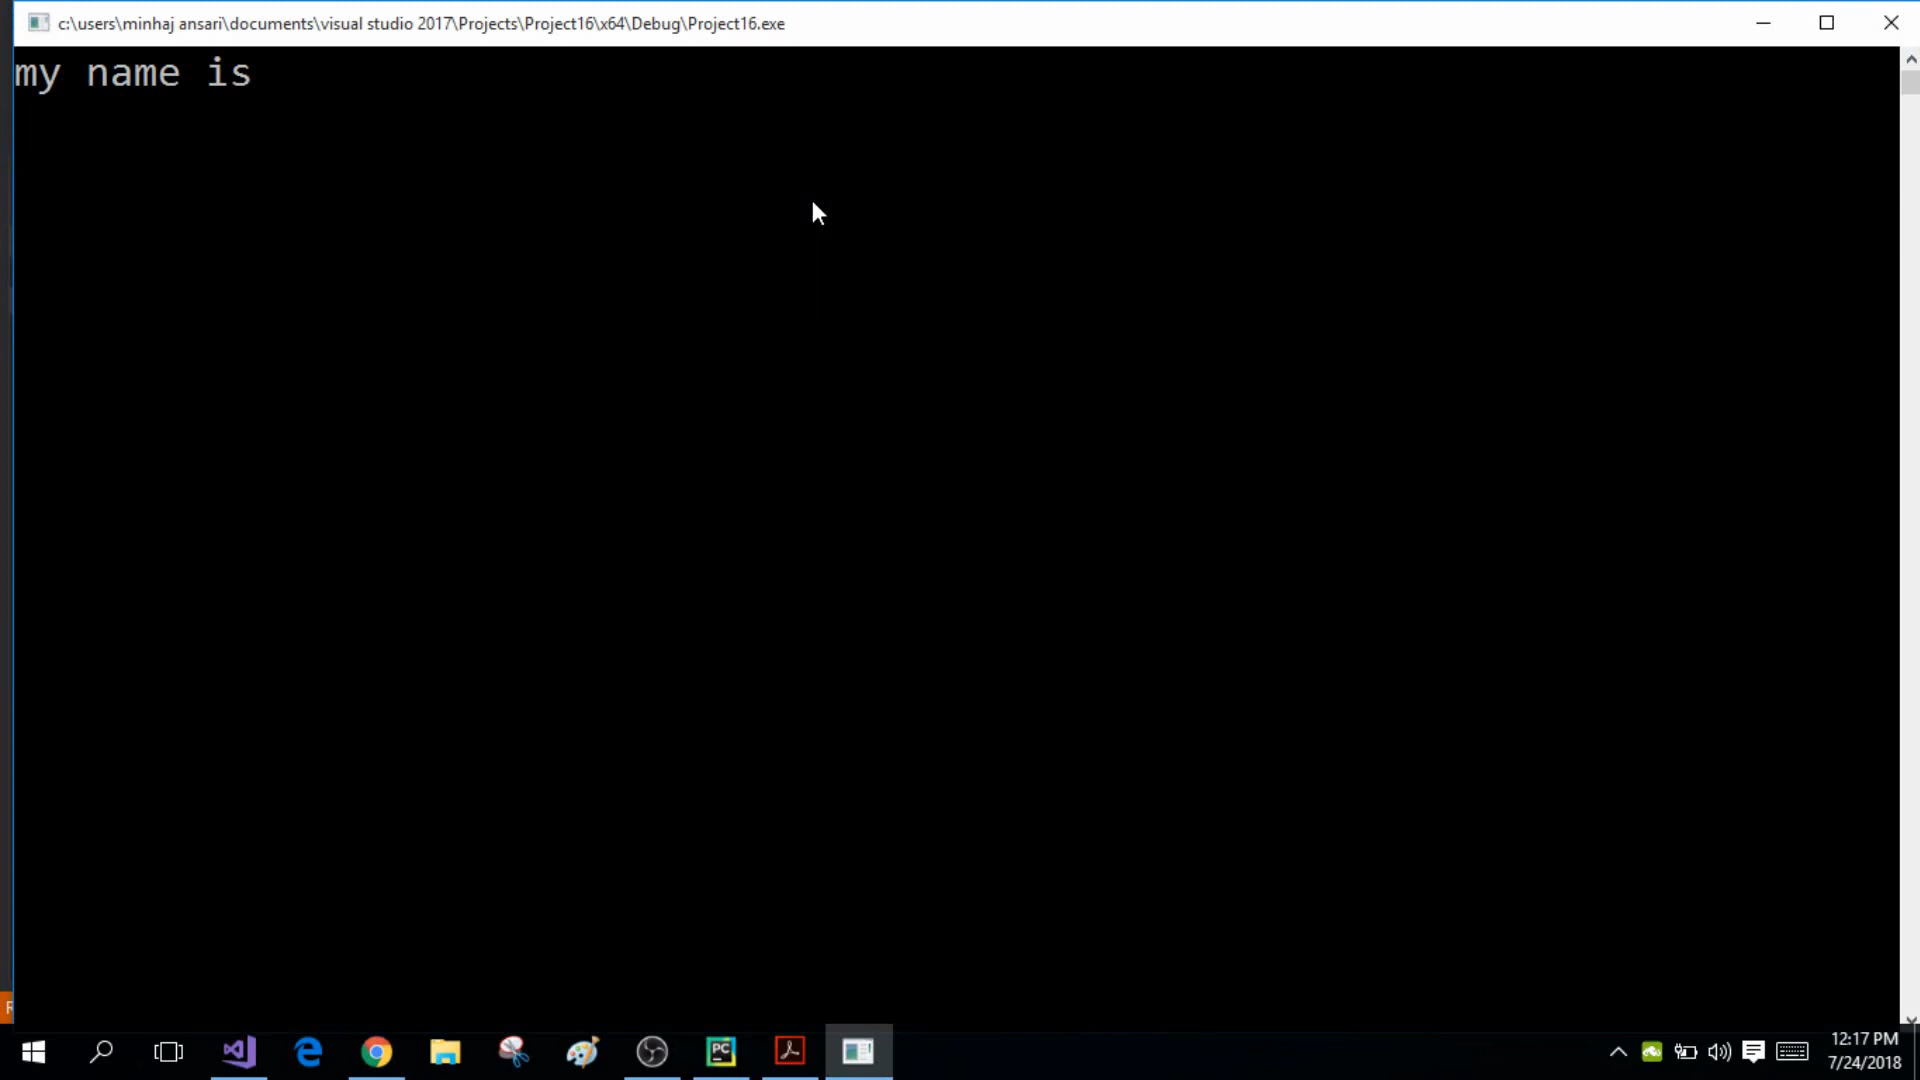 c:\users\minhaj ansari\documents\visual studio 2017\Projects\Project16\x64\Debug\Project16.exe
my name is
R
PC
12:17 PM
7/24/2018